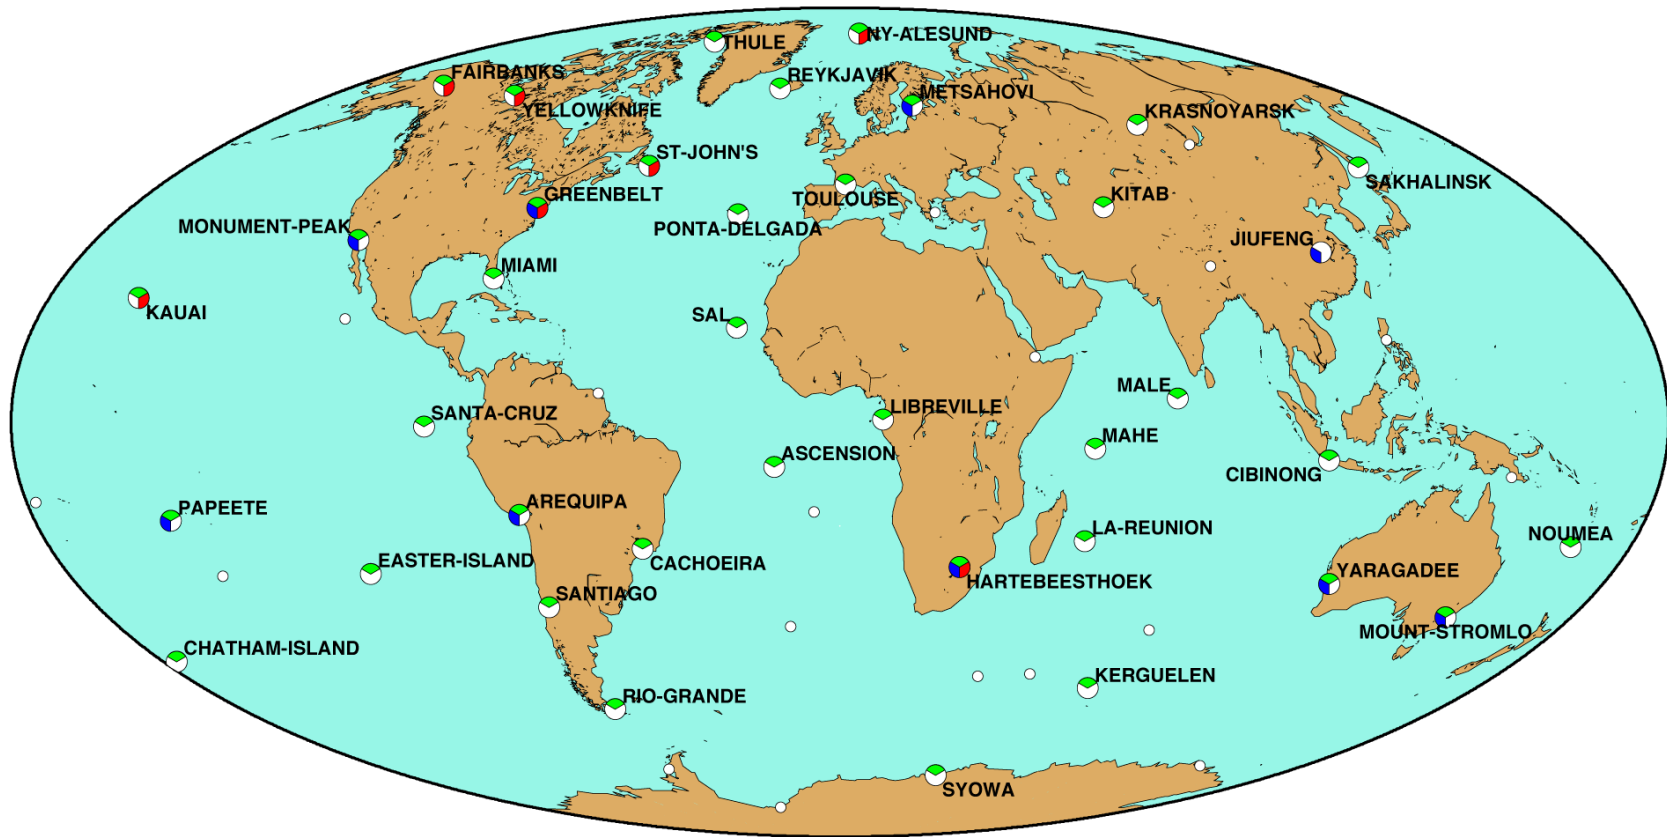 THULE
NY-ALESUND
FAIRBANKS
REYKJAVIK
METSAHOVI
YELLOWKNIFE
KRASNOYARSK
ST-JOHN'S
SAKHALINSK
GREENBELT
TOULOUSE
KITAB
MONUMENT-PEAK
PONTA-DELGADA
JIUFENG
MIAMI
KAUAI
SAL
MALE
SANTA-CRUZ
LIBREVILLE
MAHE
ASCENSION
CIBINONG
PAPEETE
AREQUIPA
LA-REUNION
NOUMEA
EASTER-ISLAND
CACHOEIRA
YARAGADEE
HARTEBEESTHOEK
SANTIAGO
MOUNT-STROMLO
CHATHAM-ISLAND
KERGUELEN
RIO-GRANDE
SYOWA